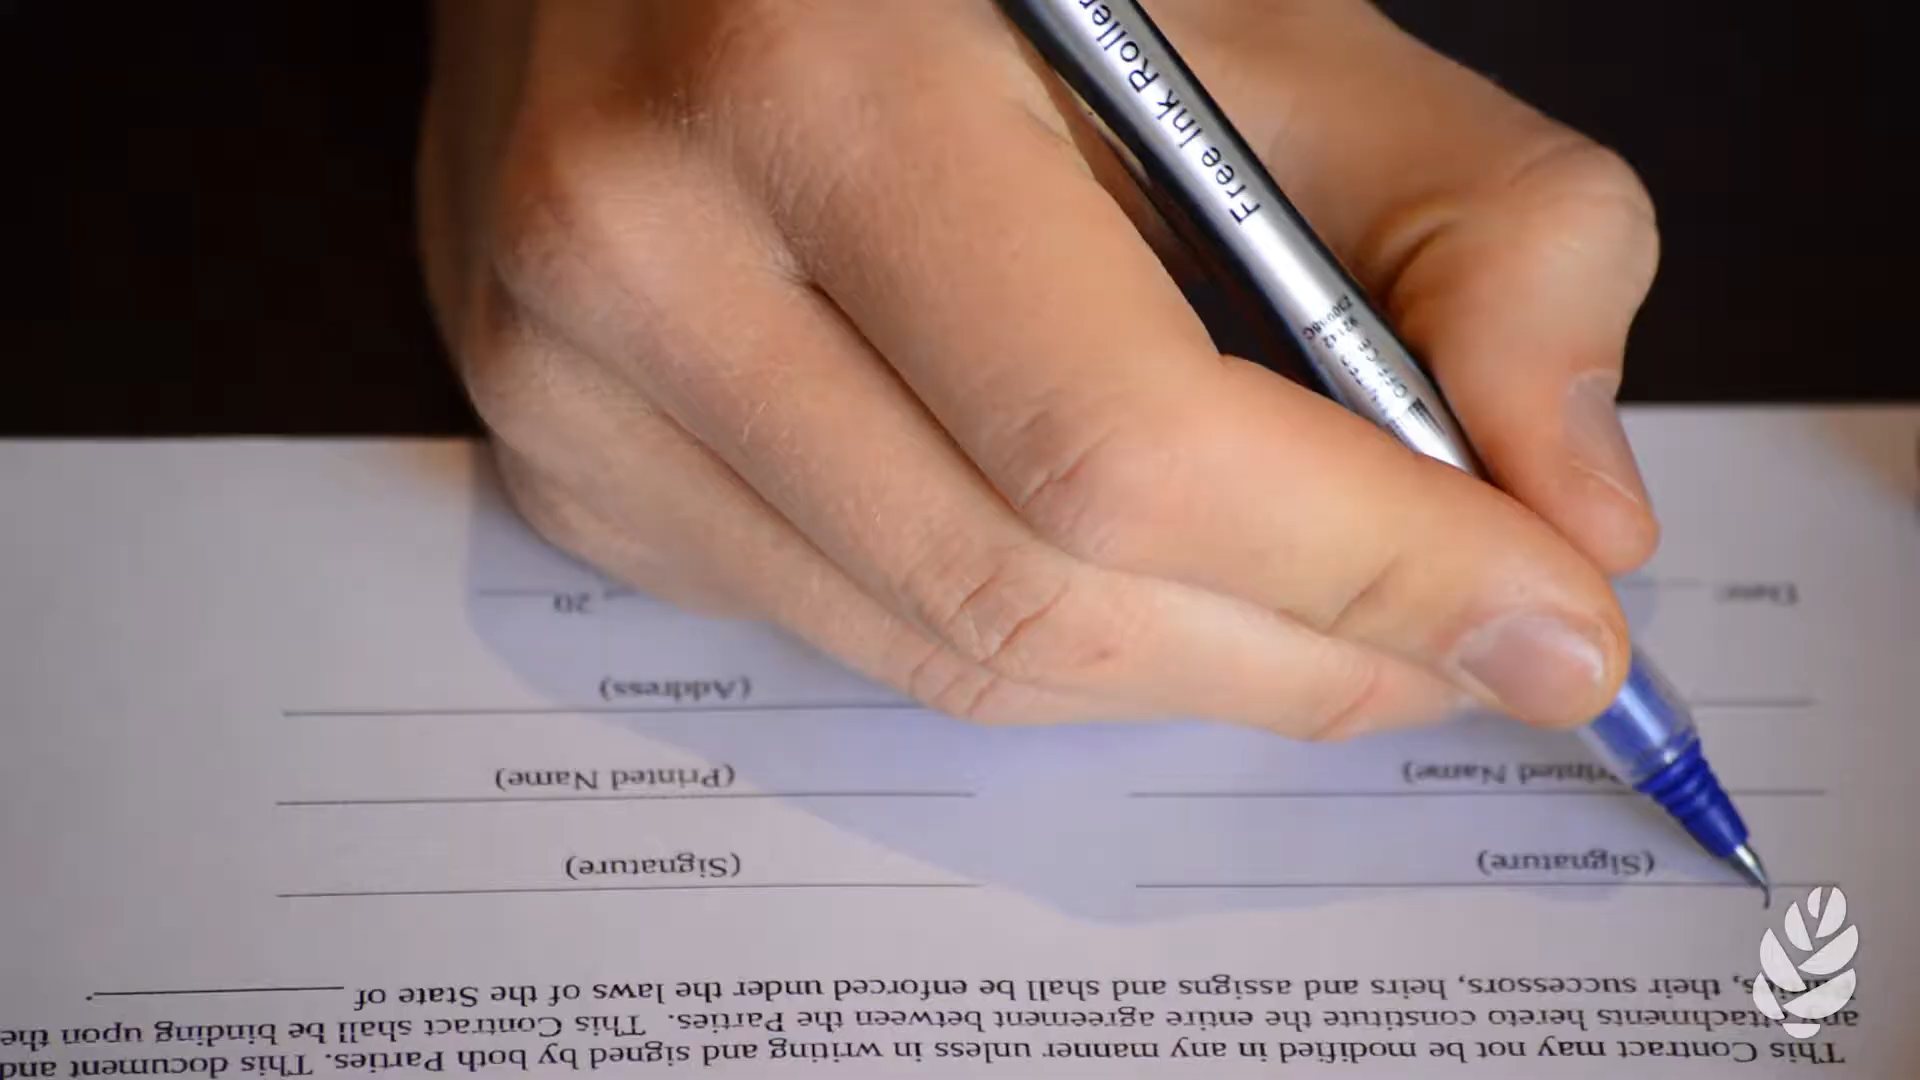 This Contract may not be modified in any manner unless in writing and signed by both Parties. This document and
attachments hereto constitute the entire agreement between the Parties. This Contract shall be binding upon the
their successors, heirs and assigns and shall be enforced under the laws of the State of ____________.
(Signature) (Signature)
(Printed Name) (Printed Name)
(Address)
Date: 20
Free Ink Roller